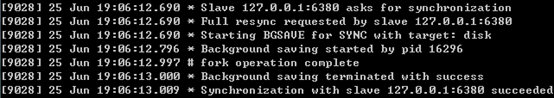 [9028] 25 Jun 19:06:12.690 * Slave 127.0.0.1:6380 asks for synchronization
[9028] 25 Jun 19:06:12.690 * Full resync requested by slave 127.0.0.1:6380
[9028] 25 Jun 19:06:12.690 * Starting BGSAVE for SYNC with target: disk
[9028] 25 Jun 19:06:12.796 * Background saving started by pid 16296
[9028] 25 Jun 19:06:12.997 # fork operation complete
[9028] 25 Jun 19:06:13.000 * Background saving terminated with success
[9028] 25 Jun 19:06:13.009 * Synchronization with slave 127.0.0.1:6380 succeeded